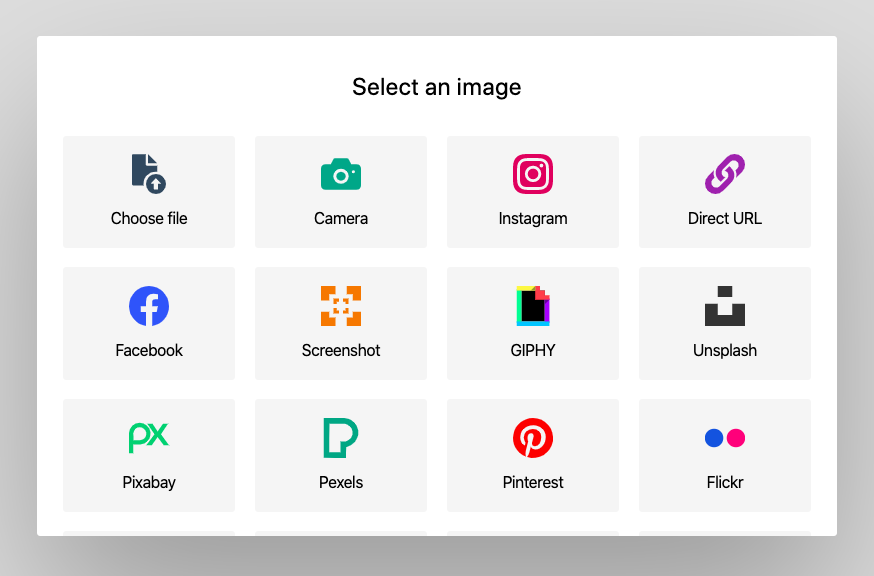 Select an image
Choose file
Camera
Instagram
Direct URL
Facebook
Screenshot
GIPHY
Unsplash
Pixabay
Pexels
Pinterest
Flickr